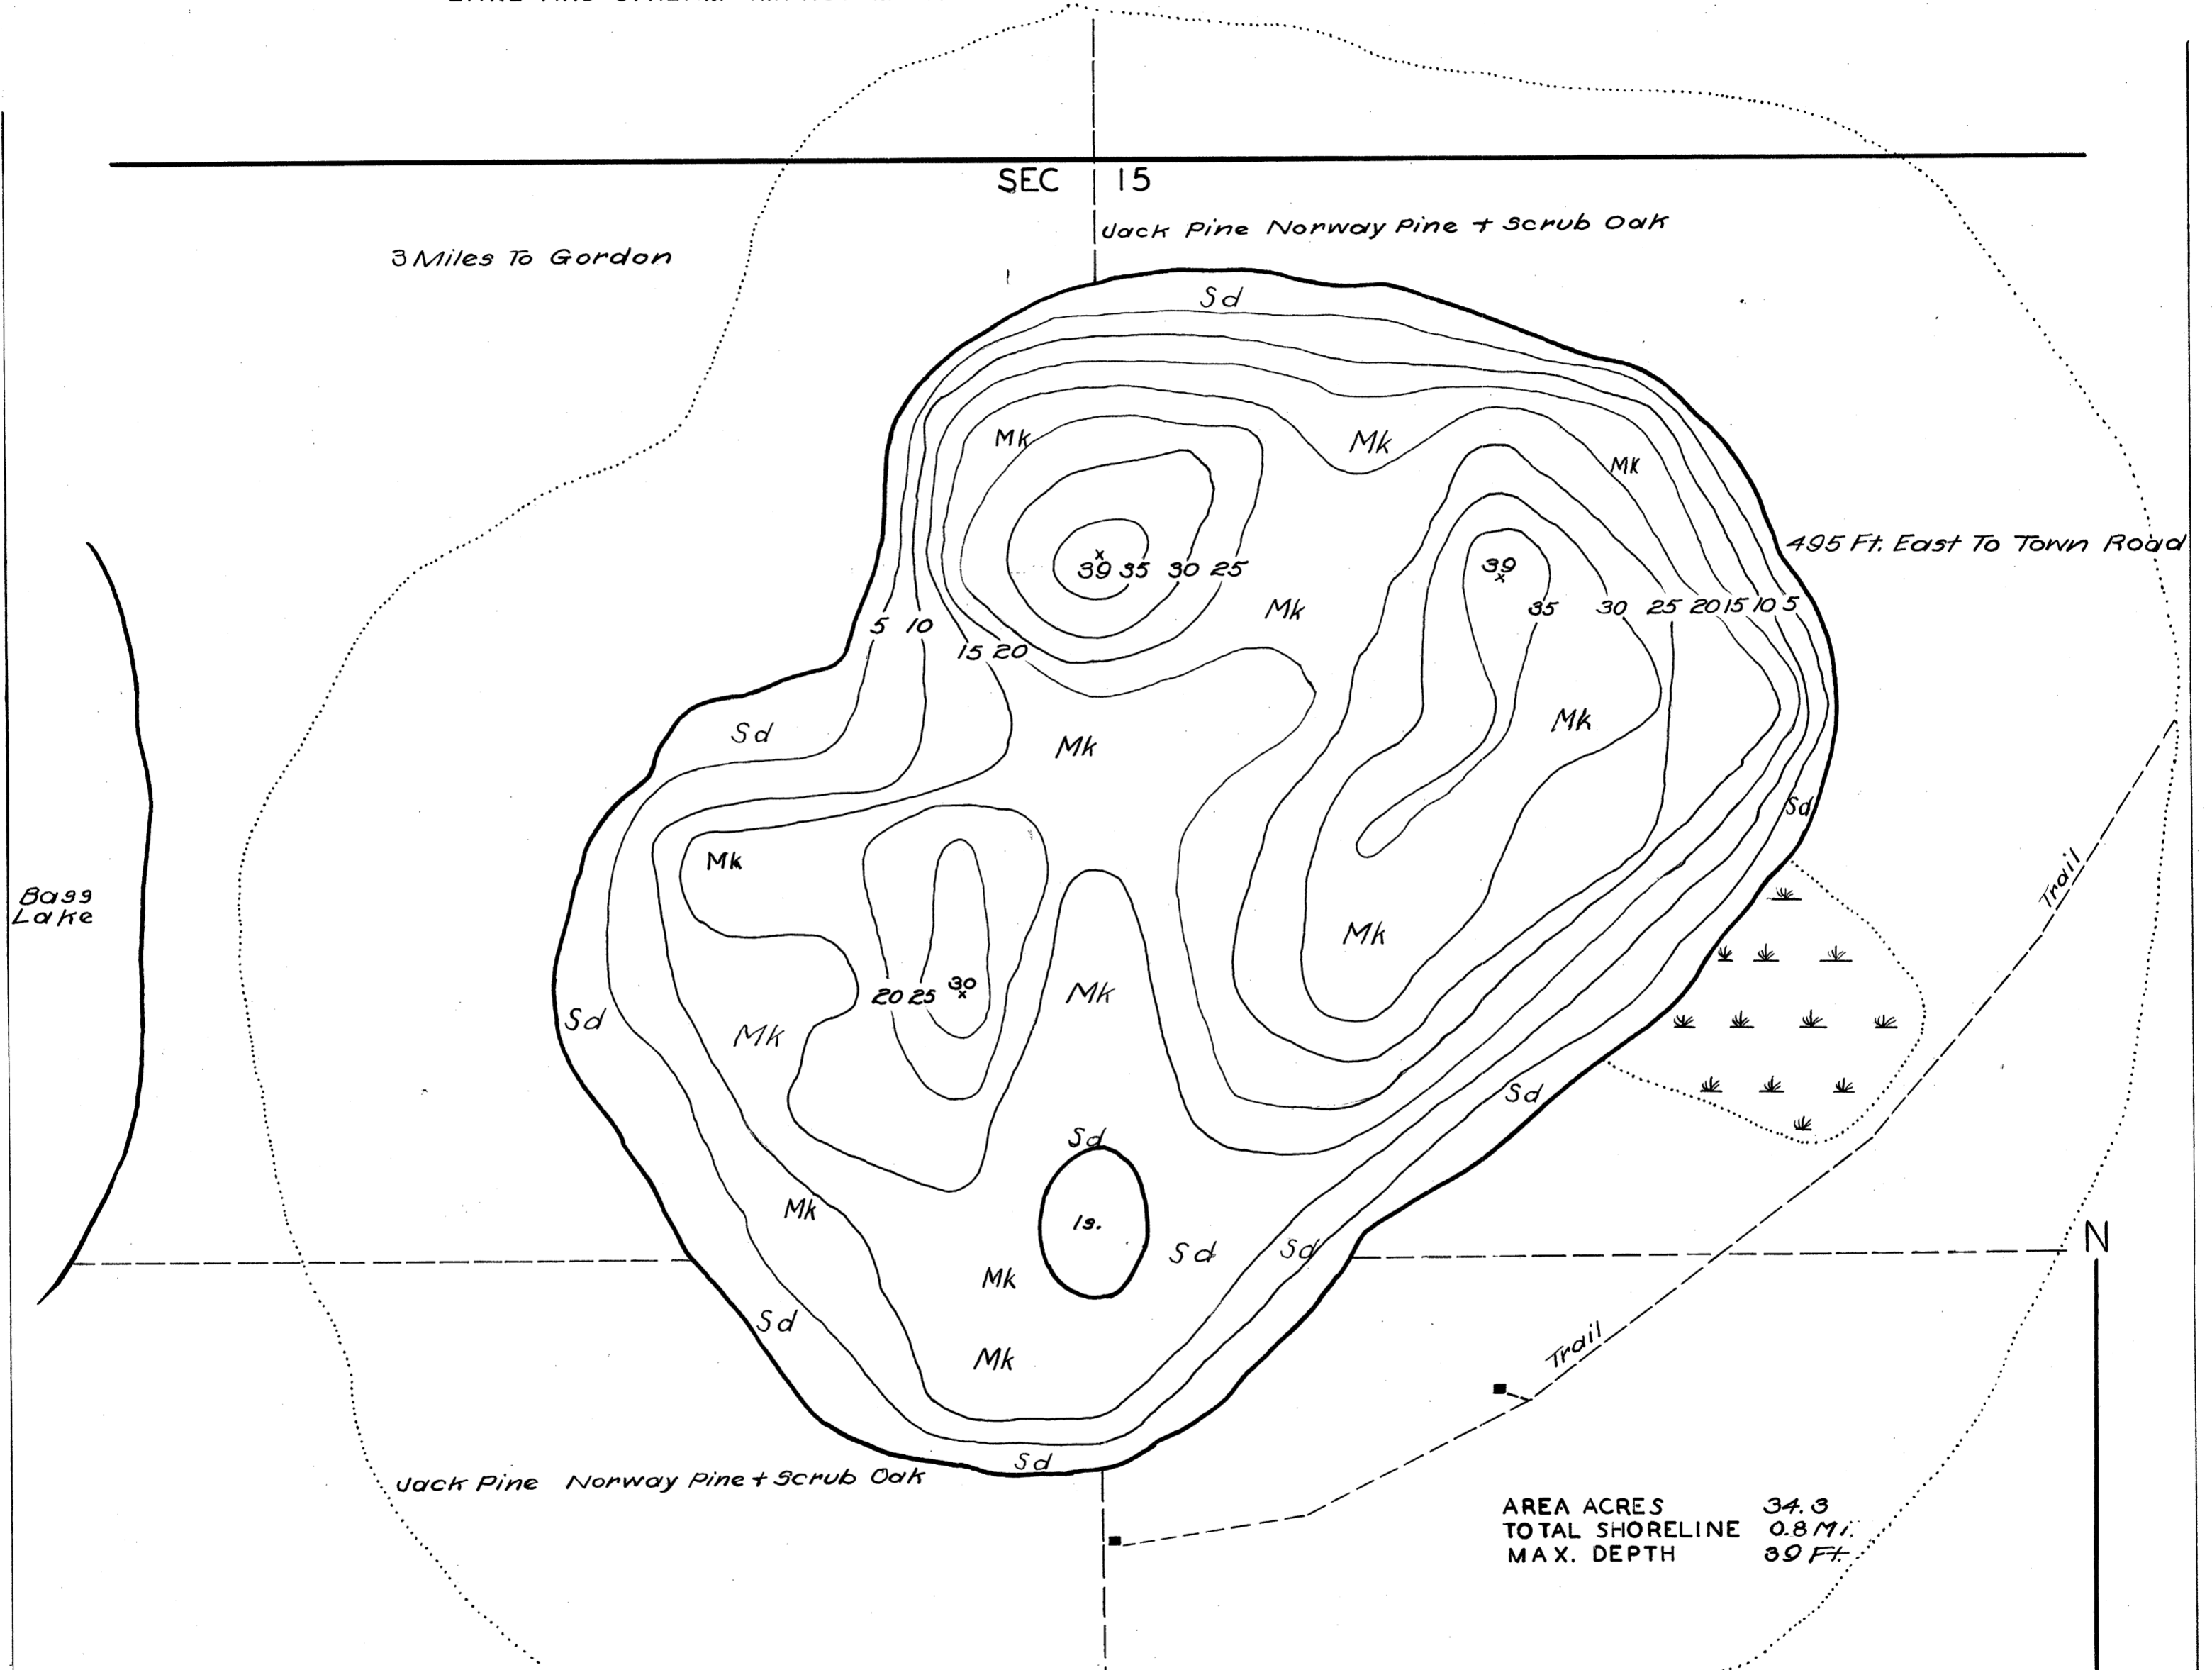 SEC 15
Jack Pine Norway Pine + Scrub Oak
3 Miles To Gordon
Sd
Mk
Mk
Mk
495 Ft. East To Town Road
39 35 30 25
39
Mk
35 30 25 20 15 10 5
5 10
15 20
Sd
Mk
Mk
Sd
Mk
Trail
Bass
Lake
Mk
20 25 30
Mk
Sd
Mk
Sd
Sd
Mk
Is.
Sd
Sd
N
Mk
Sd
Trail
Mk
Sd
Jack Pine Norway Pine + Scrub Oak
AREA ACRES 34.3
TOTAL SHORELINE 0.8 Mi.
MAX. DEPTH 39 Ft.